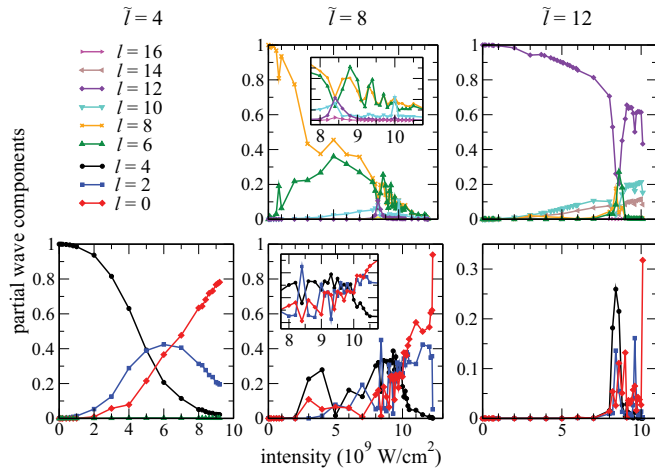 l̃ = 4 l̃ = 8 l̃ = 12
l = 16
l = 14
l = 12
l = 10
l = 8
l = 6
l = 4
l = 2
l = 0
partial wave components
1
0.8
0.6
0.4
0.2
0
8 9 10
0 5 10
1
0.8
0.6
0.4
0.2
0
0 2 4 6 8 10
8 9 10
0 5 10
0.3
0.2
0.1
0
0 5 10
intensity (10⁹ W/cm²)